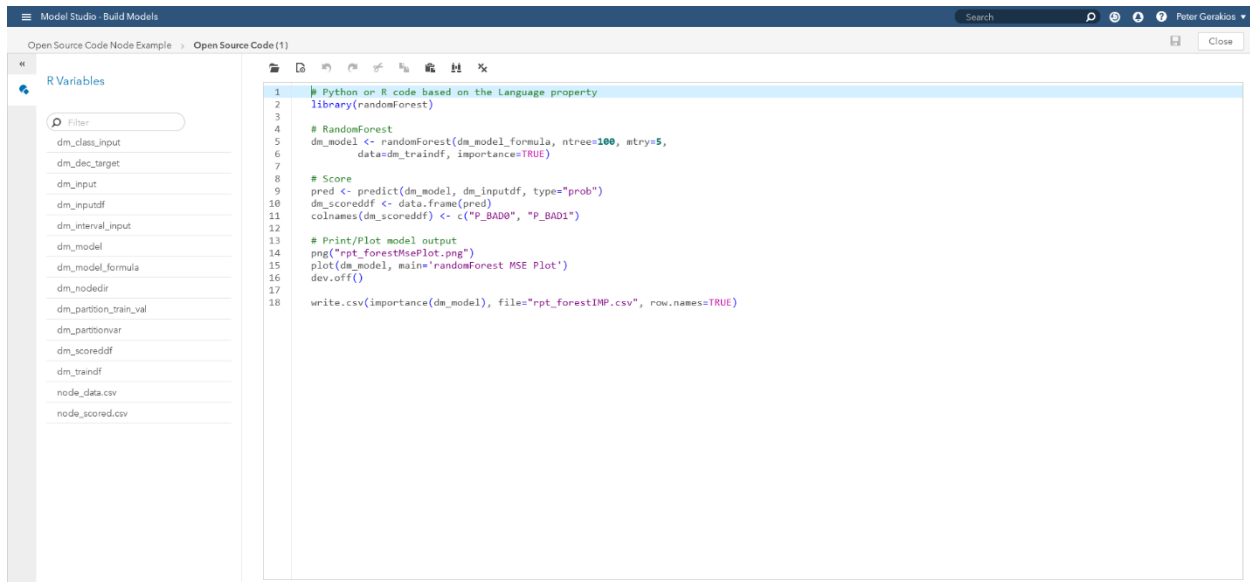 Model Studio - Build Models
Search
Peter Gerakios
Open Source Code Node Example > Open Source Code (1)
Close
R Variables
Filter
dm_class_input
dm_dec_target
dm_input
dm_inputdf
dm_interval_input
dm_model
dm_model_formula
dm_nodedir
dm_partition_train_val
dm_partitionvar
dm_scoreddf
dm_traindf
node_data.csv
node_scored.csv
1 # Python or R code based on the Language property
2 library(randomForest)
3
4 # RandomForest
5 dm_model <- randomForest(dm_model_formula, ntree=100, mtry=5,
6 data=dm_traindf, importance=TRUE)
7
8 # Score
9 pred <- predict(dm_model, dm_inputdf, type="prob")
10 dm_scoreddf <- data.frame(pred)
11 colnames(dm_scoreddf) <- c("P_BAD0", "P_BAD1")
12
13 # Print/Plot model output
14 png("rpt_forestMsePlot.png")
15 plot(dm_model, main='randomForest MSE Plot')
16 dev.off()
17
18 write.csv(importance(dm_model), file="rpt_forestIMP.csv", row.names=TRUE)